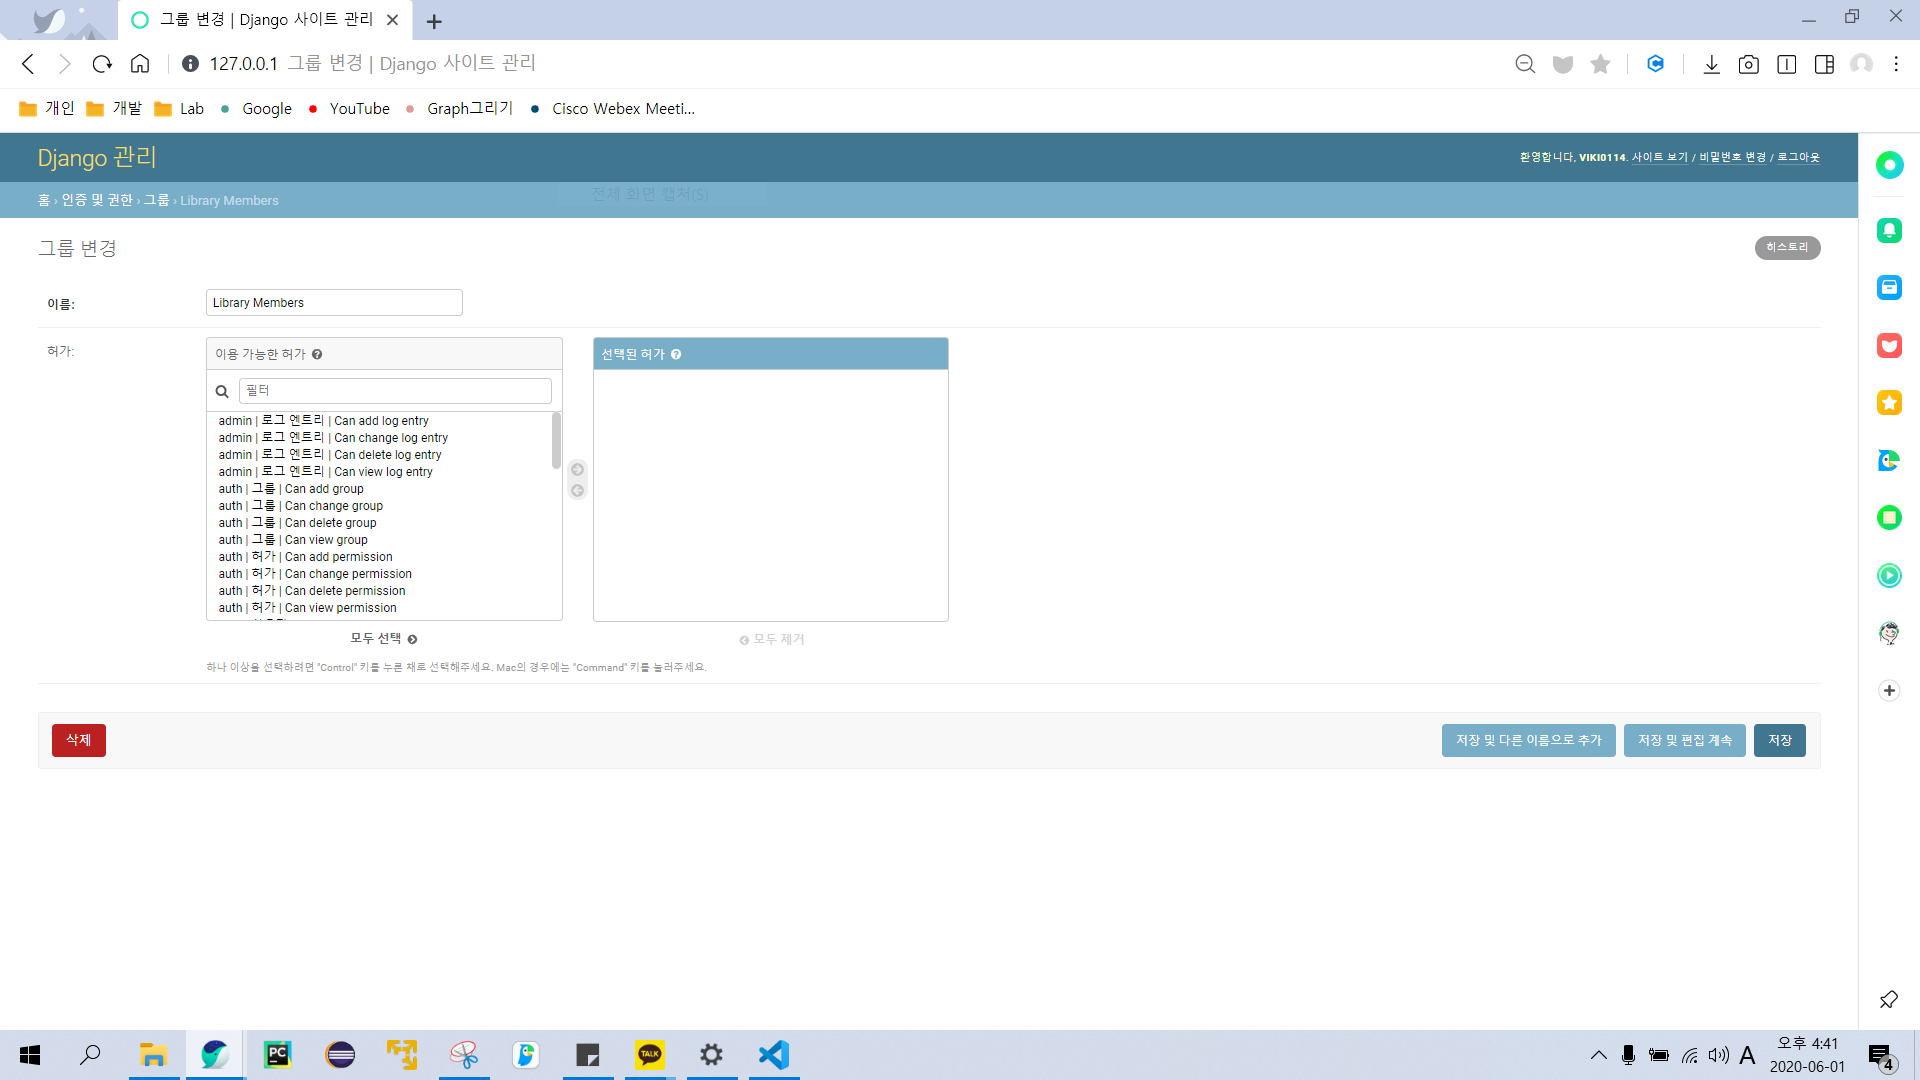 그룹 변경 | Django 사이트 관리
127.0.0.1 그룹 변경 | Django 사이트 관리
개인 개발 Lab Google YouTube Graph그리기 Cisco Webex Meeti...
Django 관리
환영합니다, VIKI0114. 사이트 보기 / 비밀번호 변경 / 로그아웃
홈 › 인증 및 권한 › 그룹 › Library Members
전체 화면 캡처(S)
그룹 변경
히스토리
이름:
Library Members
허가:
이용 가능한 허가
필터
admin | 로그 엔트리 | Can add log entry
admin | 로그 엔트리 | Can change log entry
admin | 로그 엔트리 | Can delete log entry
admin | 로그 엔트리 | Can view log entry
auth | 그룹 | Can add group
auth | 그룹 | Can change group
auth | 그룹 | Can delete group
auth | 그룹 | Can view group
auth | 허가 | Can add permission
auth | 허가 | Can change permission
auth | 허가 | Can delete permission
auth | 허가 | Can view permission
모두 선택
선택된 허가
모두 제거
하나 이상을 선택하려면 "Control" 키를 누른 채로 선택해주세요. Mac의 경우에는 "Command" 키를 눌러주세요.
삭제
저장 및 다른 이름으로 추가
저장 및 편집 계속
저장
PC
TALK
A
오후 4:41
2020-06-01
4